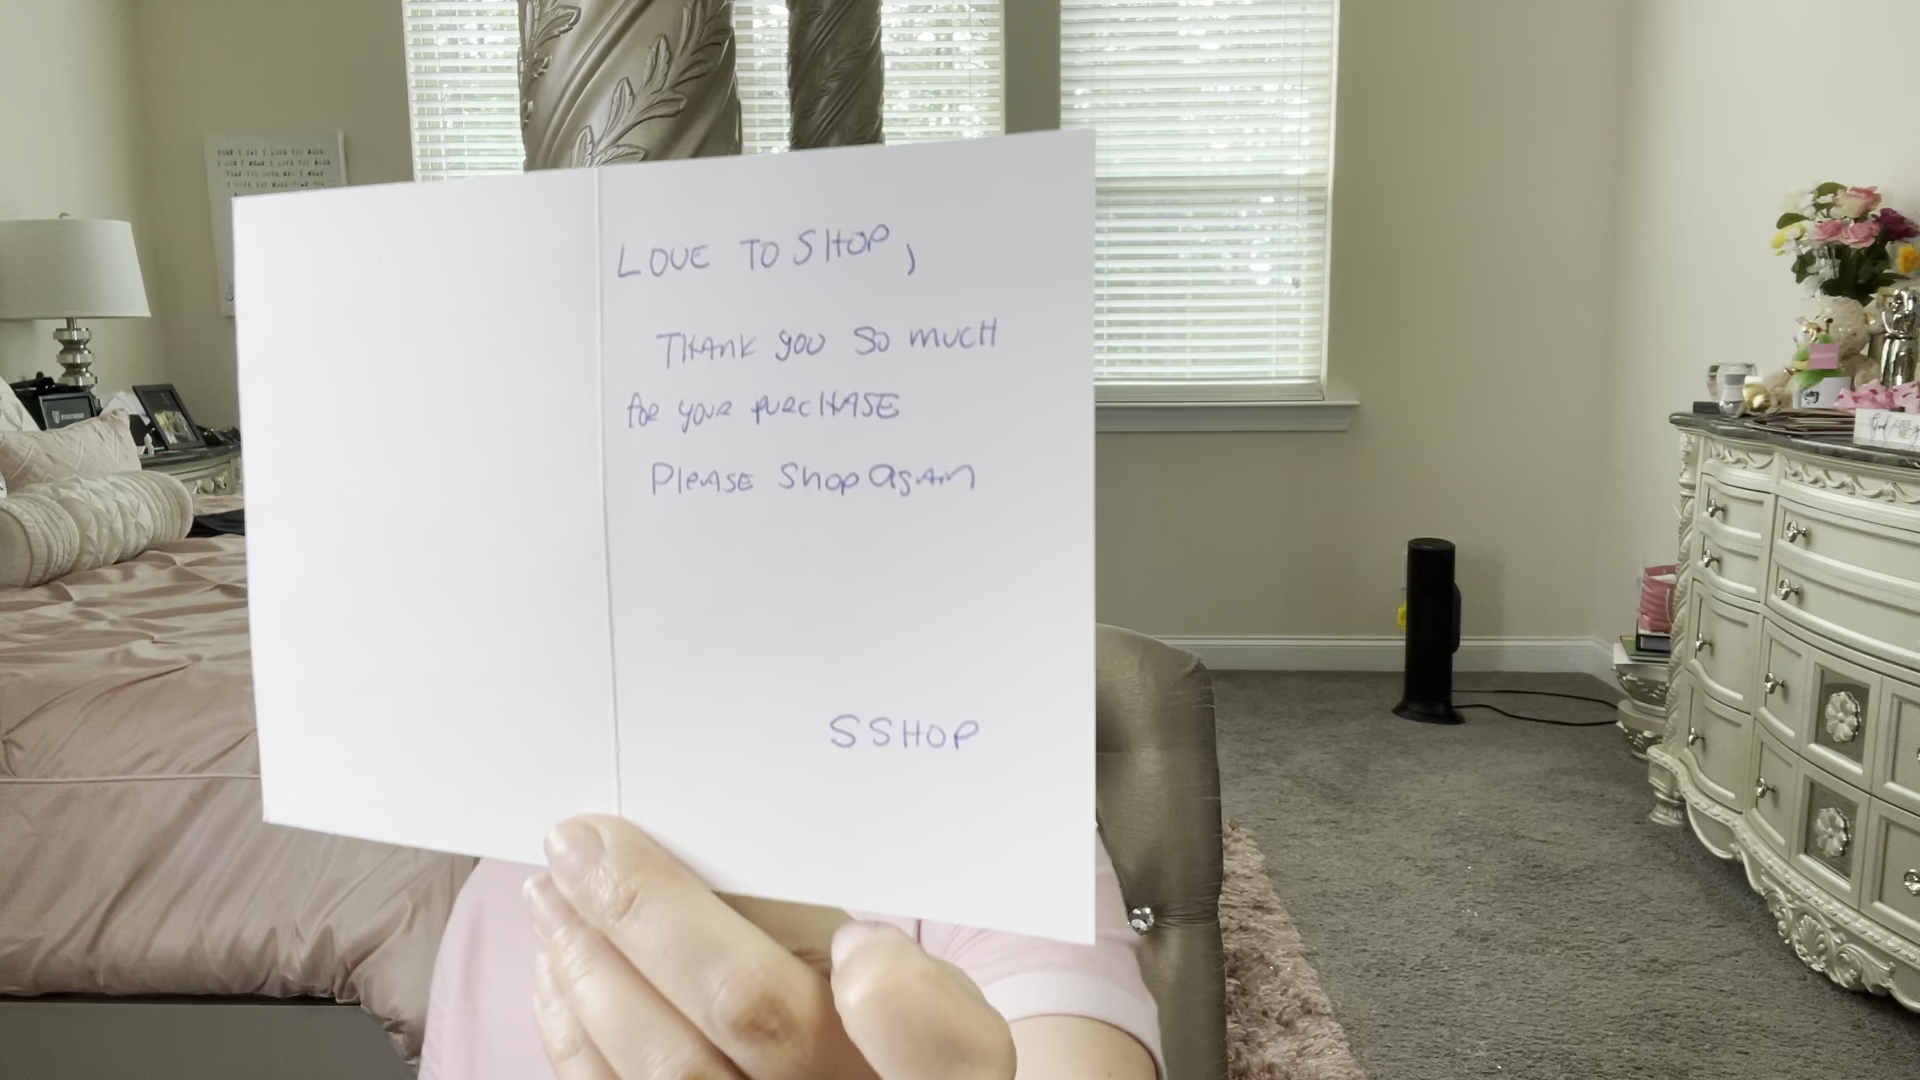 LOVE TO SHOP,
THANK you SO mUCH
for your purcHASE
PleASE Shop AgAin
SSHOP